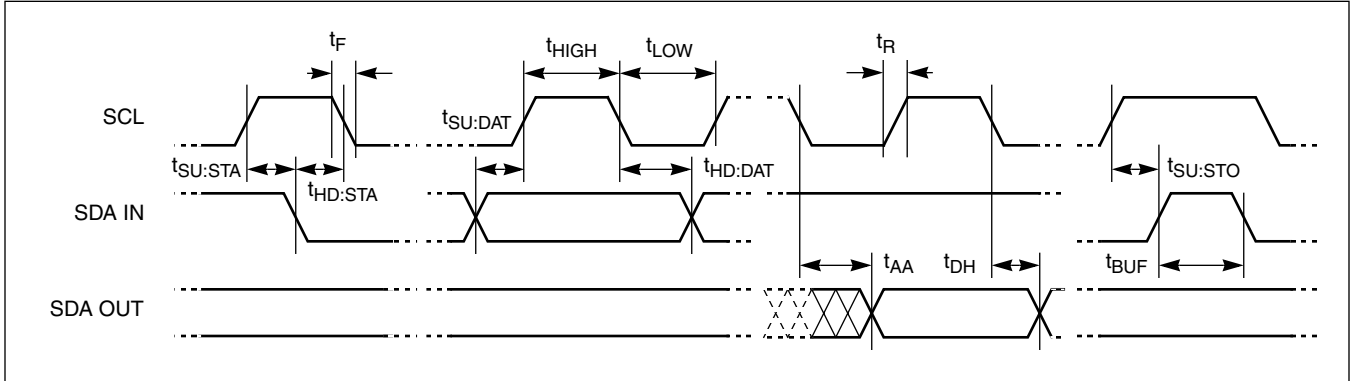 tF
tHIGH
tLOW
tR
SCL
tSU:DAT
tSU:STA
tHD:STA
tHD:DAT
tSU:STO
SDA IN
tAA
tDH
tBUF
SDA OUT